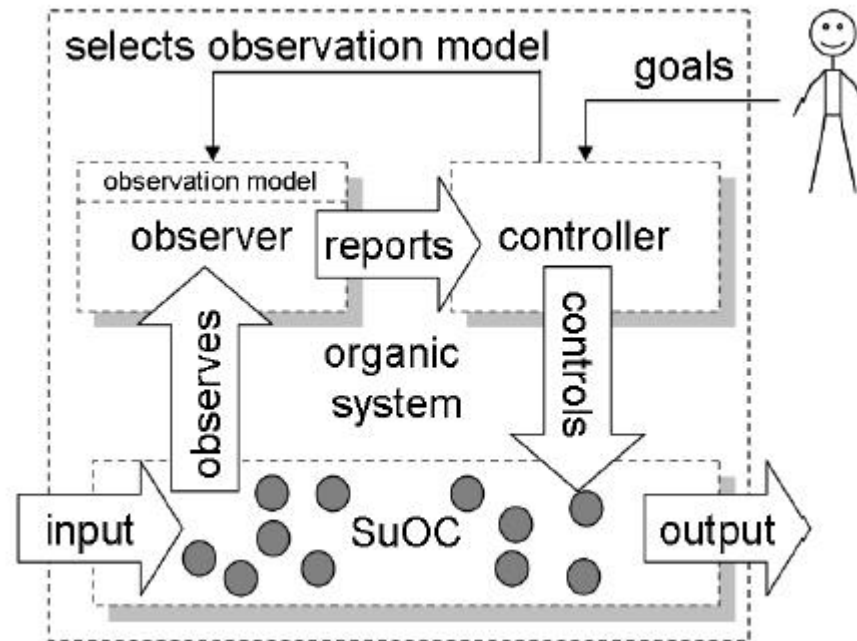 selects observation model
goals
observation model
observer
reports
controller
observes
controls
organic
system
input
SuOC
output